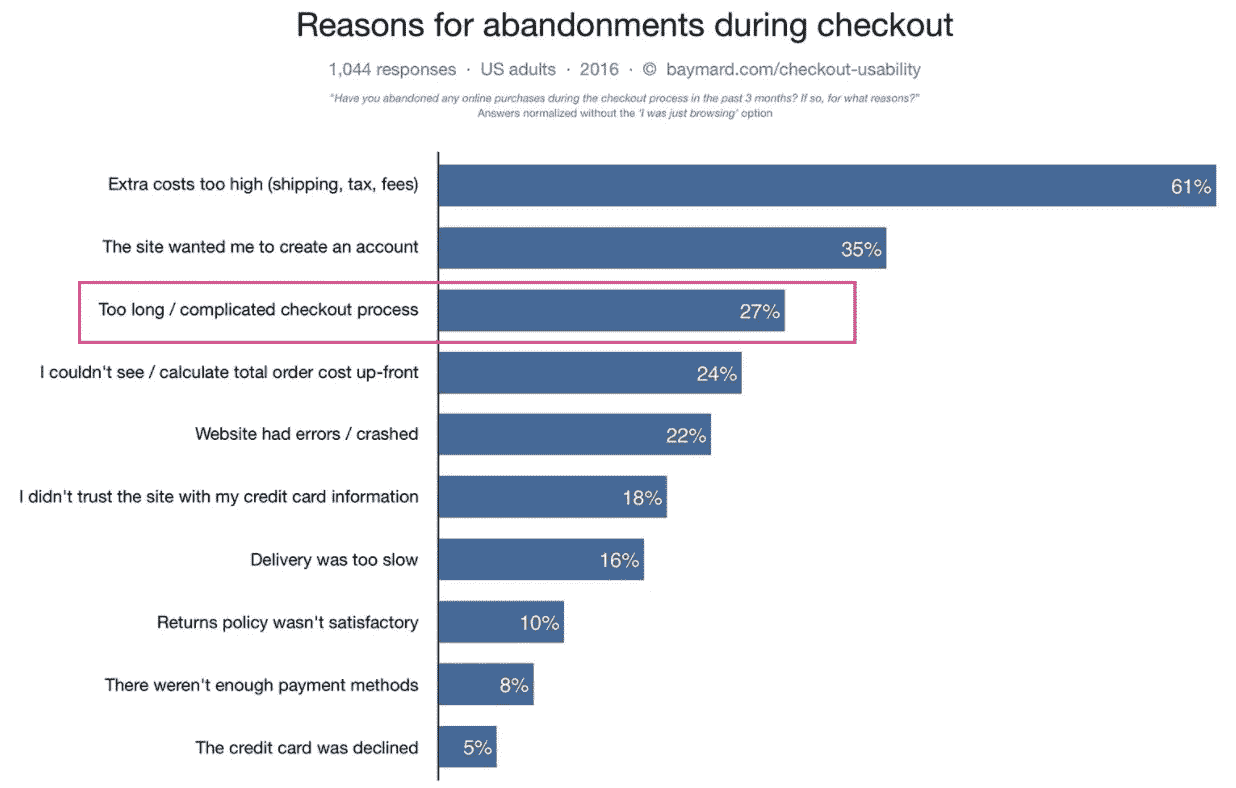 Reasons for abandonments during checkout
1,044 responses · US adults · 2016 · © baymard.com/checkout-usability
"Have you abandoned any online purchases during the checkout process in the past 3 months? If so, for what reasons?"
Answers normalized without the 'I was just browsing' option
Extra costs too high (shipping, tax, fees) 61%
The site wanted me to create an account 35%
Too long / complicated checkout process 27%
I couldn't see / calculate total order cost up-front 24%
Website had errors / crashed 22%
I didn't trust the site with my credit card information 18%
Delivery was too slow 16%
Returns policy wasn't satisfactory 10%
There weren't enough payment methods 8%
The credit card was declined 5%